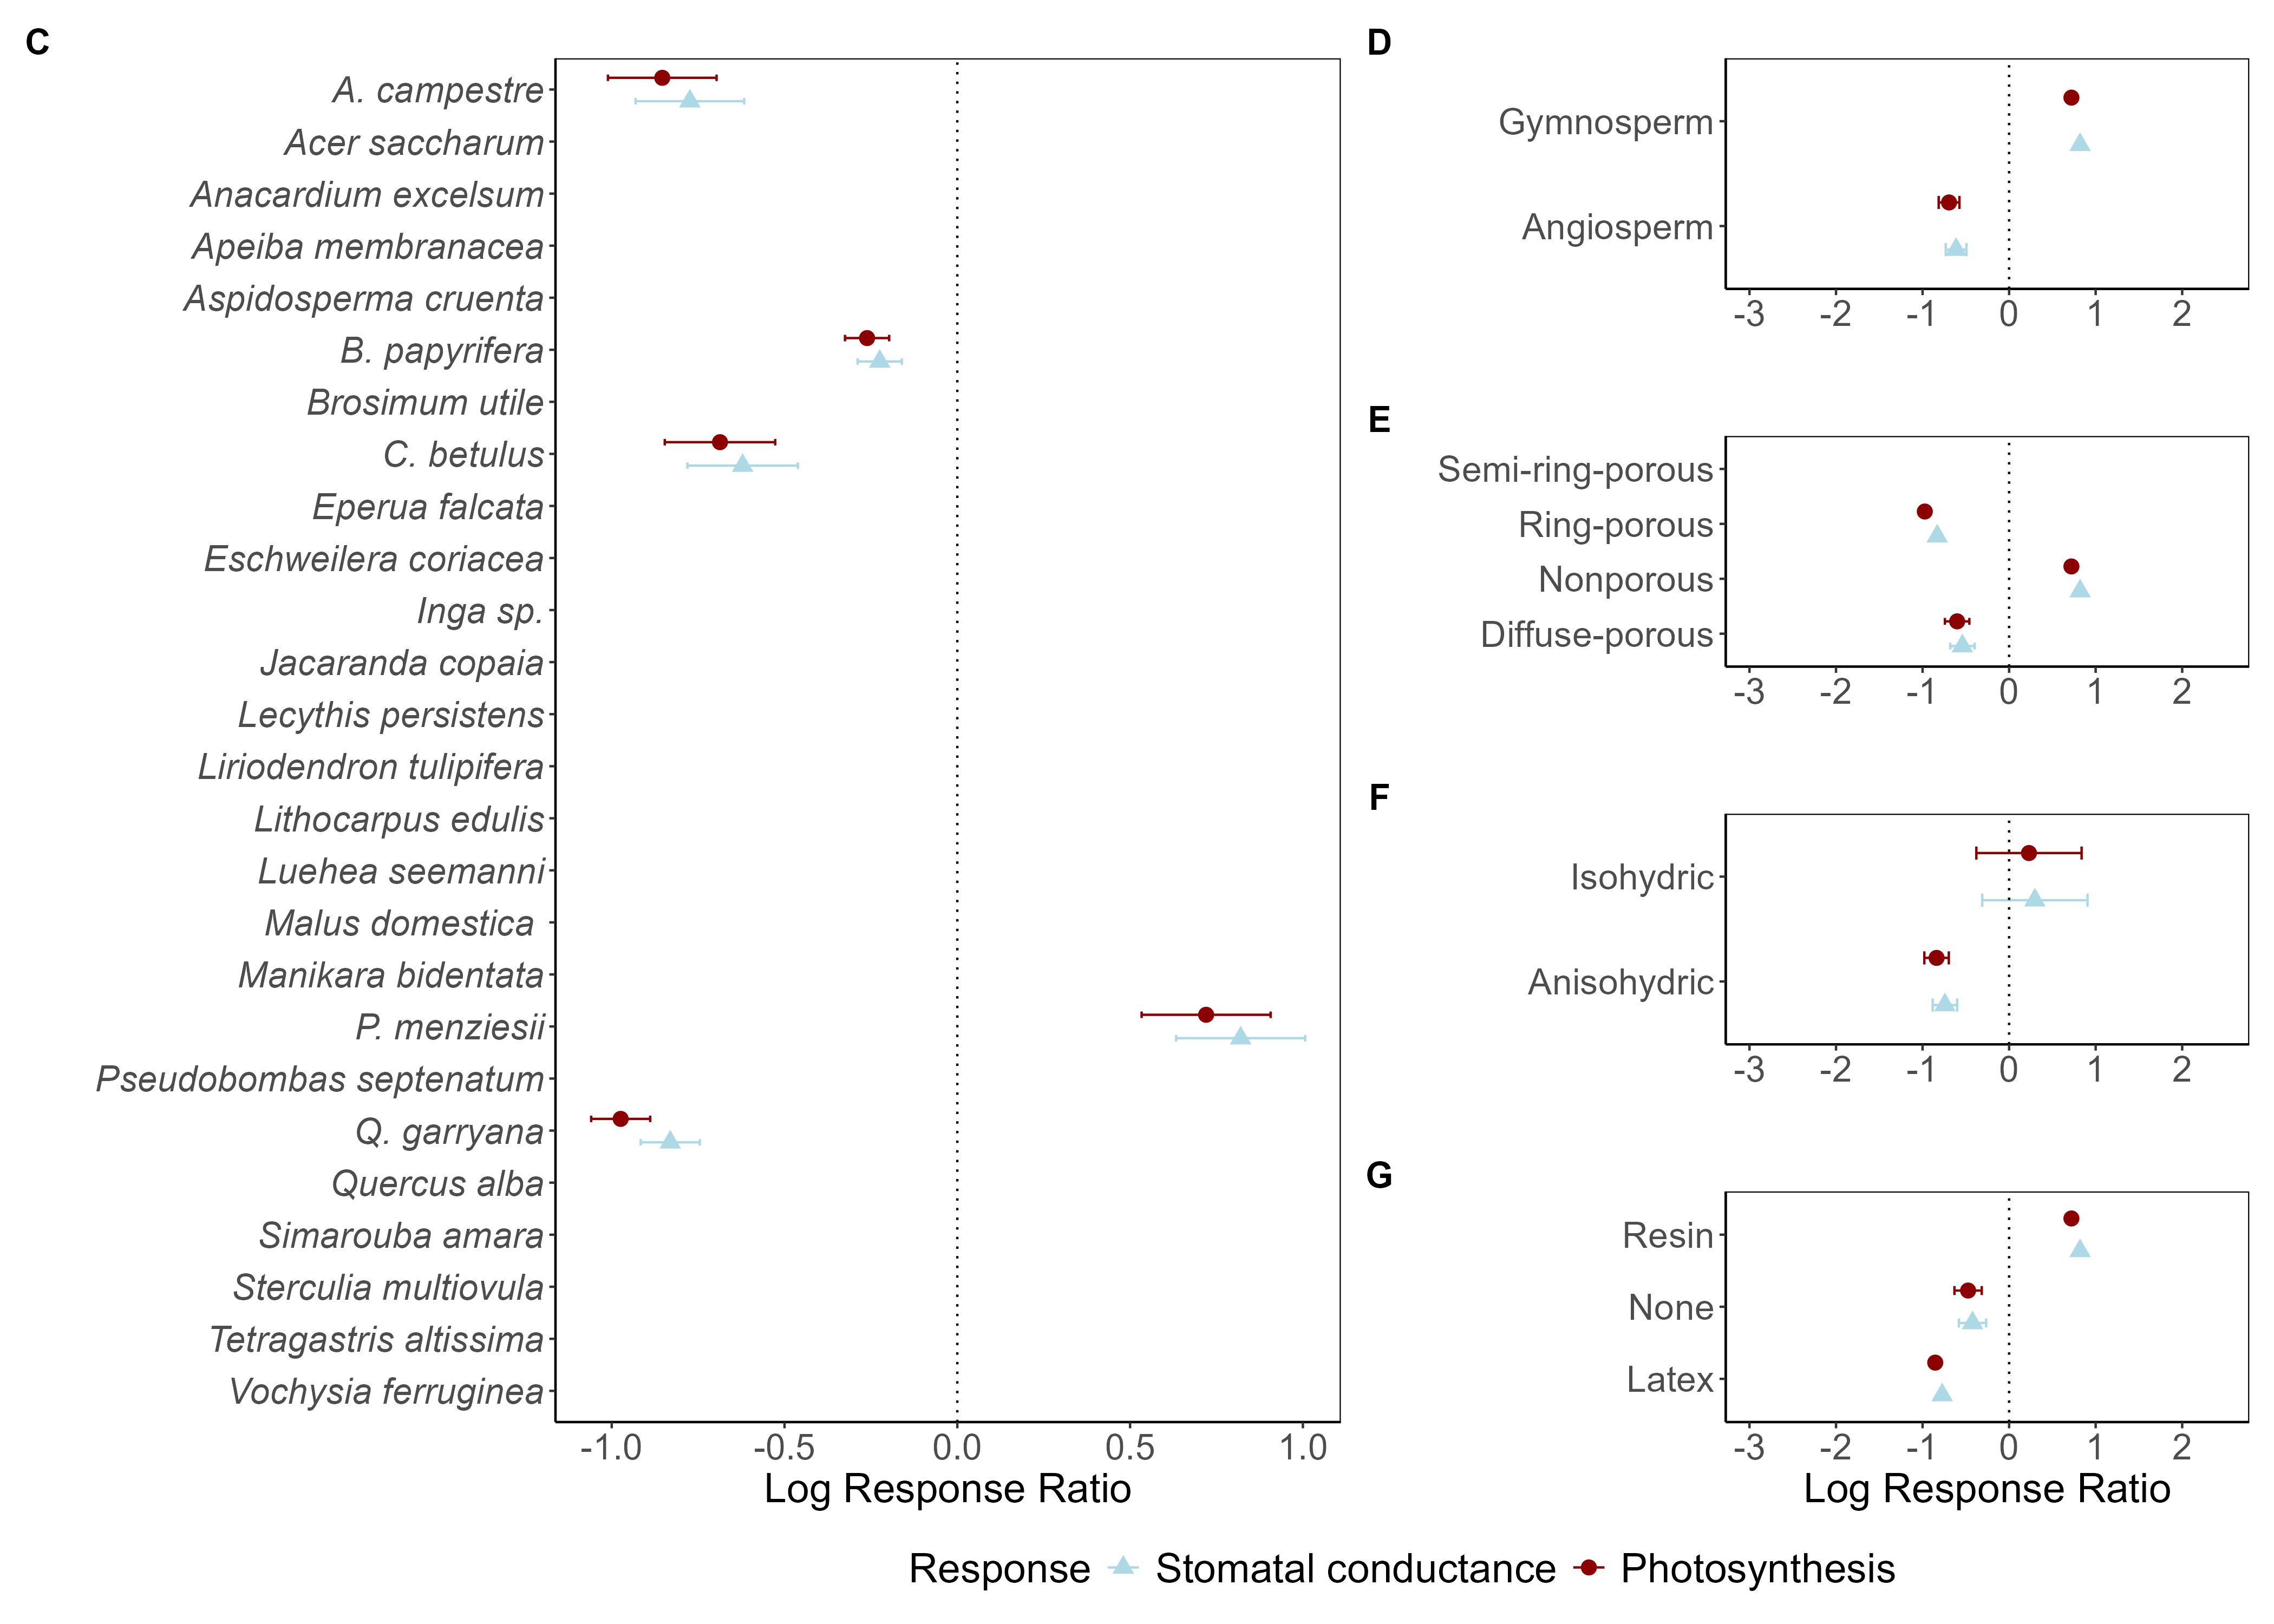 C
A. campestre
Acer saccharum
Anacardium excelsum
Apeiba membranacea
Aspidosperma cruenta
B. papyrifera
Brosimum utile
C. betulus
Eperua falcata
Eschweilera coriacea
Inga sp.
Jacaranda copaia
Lecythis persistens
Liriodendron tulipifera
Lithocarpus edulis
Luehea seemanni
Malus domestica
Manikara bidentata
P. menziesii
Pseudobombas septenatum
Q. garryana
Quercus alba
Simarouba amara
Sterculia multiovula
Tetragastris altissima
Vochysia ferruginea
-1.0 -0.5 0.0 0.5 1.0
Log Response Ratio
D
Gymnosperm
Angiosperm
-3 -2 -1 0 1 2
E
Semi-ring-porous
Ring-porous
Nonporous
Diffuse-porous
-3 -2 -1 0 1 2
F
Isohydric
Anisohydric
-3 -2 -1 0 1 2
G
Resin
None
Latex
-3 -2 -1 0 1 2
Log Response Ratio
Response Stomatal conductance Photosynthesis